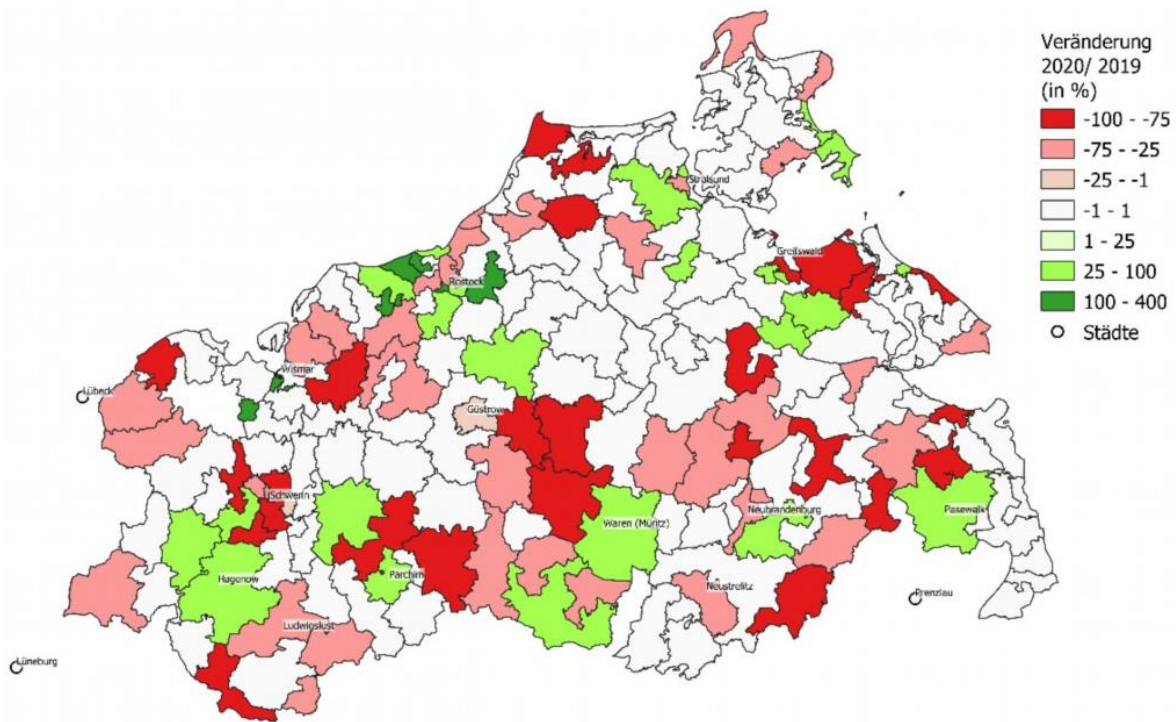 Veränderung
2020/ 2019
(in %)
-100 - -75
-75 - -25
-25 - -1
-1 - 1
1 - 25
25 - 100
100 - 400
Städte
Stralsund
Greifswald
Rostock
Wismar
Lübeck
Güstrow
Schwerin
Waren (Müritz)
Neubrandenburg
Pasewalk
Hagenow
Parchim
Neustrelitz
Prenzlau
Ludwigslust
Lüneburg